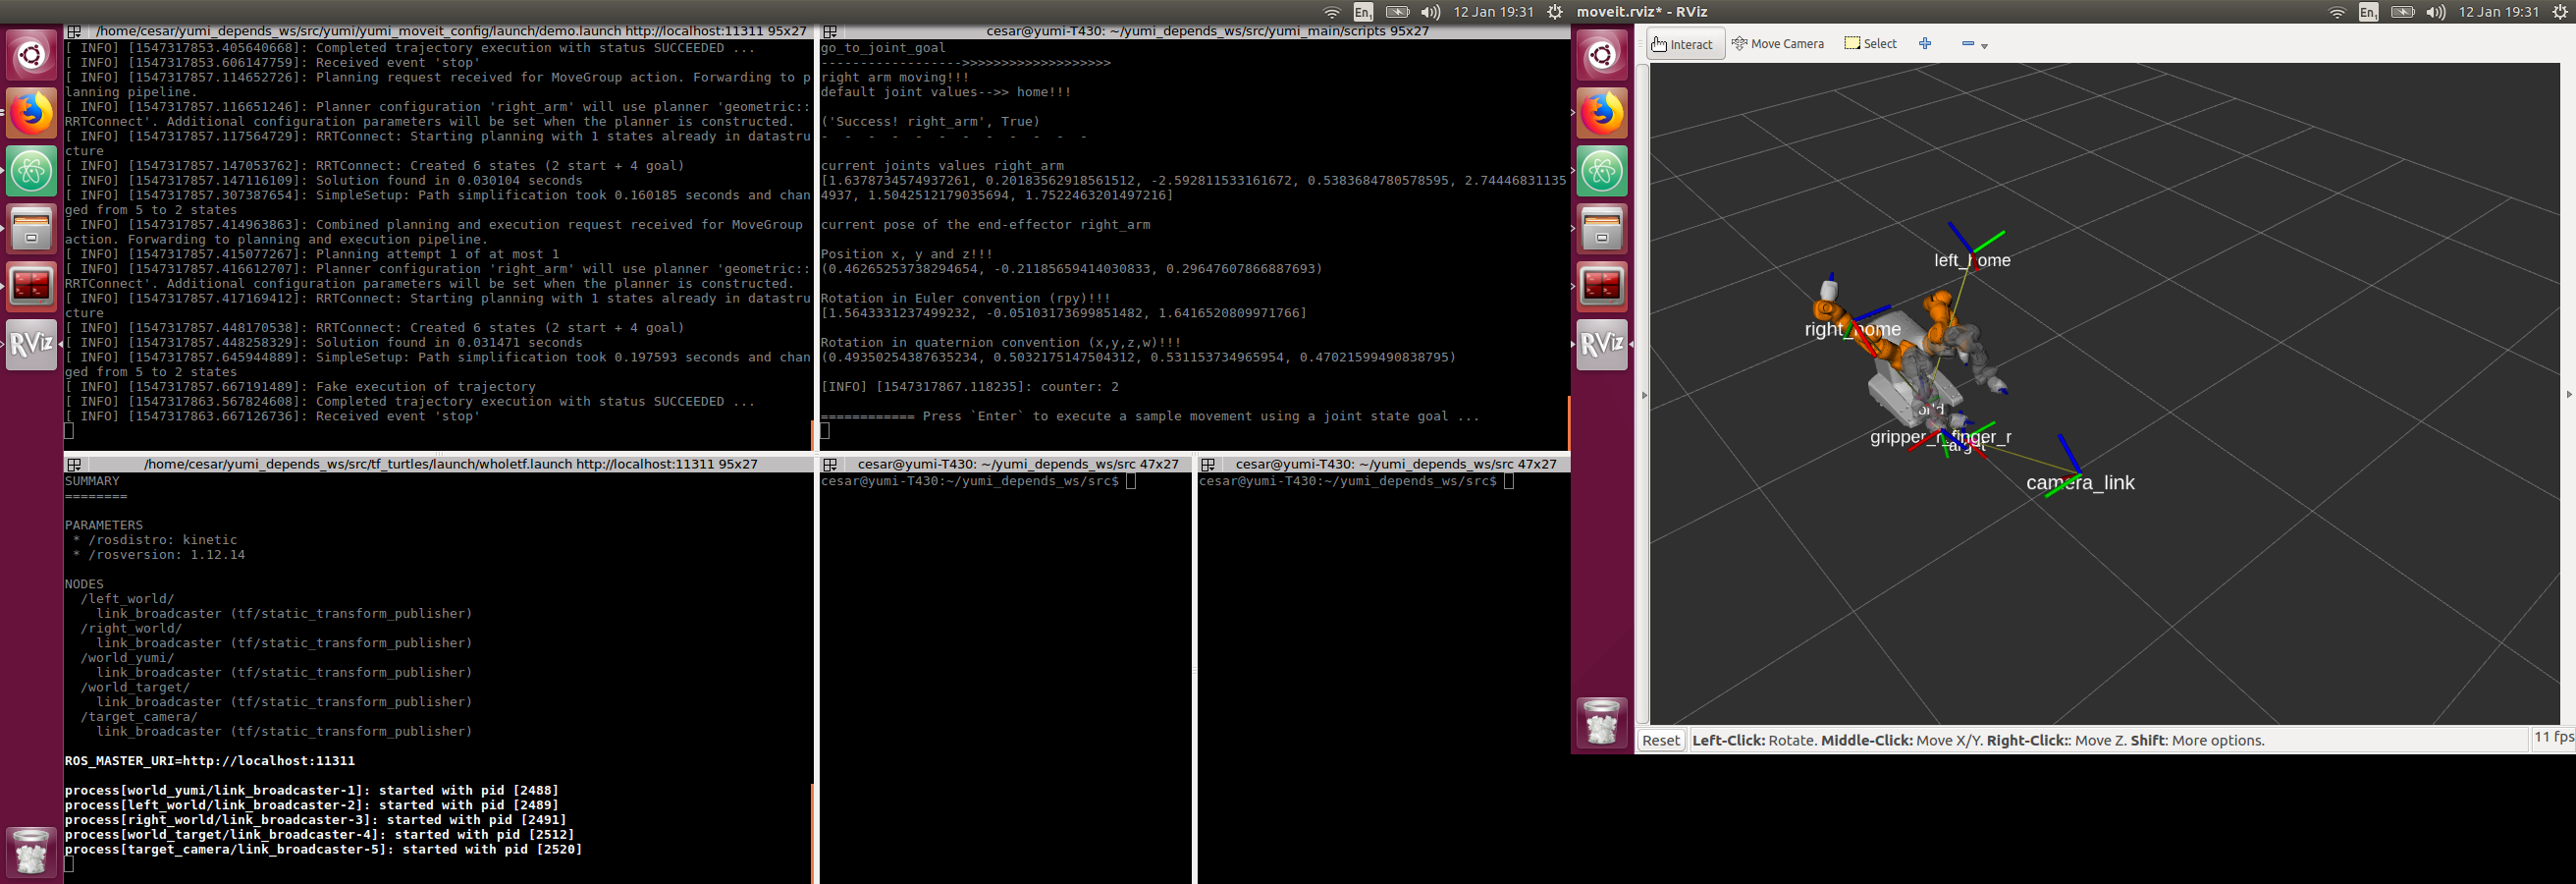 En₁
12 Jan 19:31
moveit.rviz* - RViz
En₁
12 Jan 19:31
/home/cesar/yumi_depends_ws/src/yumi/yumi_moveit_config/launch/demo.launch http://localhost:11311 95x27
[ INFO] [1547317853.405640668]: Completed trajectory execution with status SUCCEEDED ...
[ INFO] [1547317853.606147759]: Received event 'stop'
[ INFO] [1547317857.114652726]: Planning request received for MoveGroup action. Forwarding to p
lanning pipeline.
[ INFO] [1547317857.116651246]: Planner configuration 'right_arm' will use planner 'geometric::
RRTConnect'. Additional configuration parameters will be set when the planner is constructed.
[ INFO] [1547317857.117564729]: RRTConnect: Starting planning with 1 states already in datastru
cture
[ INFO] [1547317857.147053762]: RRTConnect: Created 6 states (2 start + 4 goal)
[ INFO] [1547317857.147116109]: Solution found in 0.030104 seconds
[ INFO] [1547317857.307387654]: SimpleSetup: Path simplification took 0.160185 seconds and chan
ged from 5 to 2 states
[ INFO] [1547317857.414963863]: Combined planning and execution request received for MoveGroup
action. Forwarding to planning and execution pipeline.
[ INFO] [1547317857.415077267]: Planning attempt 1 of at most 1
[ INFO] [1547317857.416612707]: Planner configuration 'right_arm' will use planner 'geometric::
RRTConnect'. Additional configuration parameters will be set when the planner is constructed.
[ INFO] [1547317857.417169412]: RRTConnect: Starting planning with 1 states already in datastru
cture
[ INFO] [1547317857.448170538]: RRTConnect: Created 6 states (2 start + 4 goal)
[ INFO] [1547317857.448258329]: Solution found in 0.031471 seconds
[ INFO] [1547317857.645944889]: SimpleSetup: Path simplification took 0.197593 seconds and chan
ged from 5 to 2 states
[ INFO] [1547317857.667191489]: Fake execution of trajectory
[ INFO] [1547317863.567824608]: Completed trajectory execution with status SUCCEEDED ...
[ INFO] [1547317863.667126736]: Received event 'stop'
cesar@yumi-T430: ~/yumi_depends_ws/src/yumi_main/scripts 95x27
go_to_joint_goal
------------------>>>>>>>>>>>>>>>>>>>
right arm moving!!!
default joint values-->> home!!!
('Success! right_arm', True)
- - - - - - - - - - - -
current joints values right_arm
[1.6378734574937261, 0.20183562918561512, -2.592811533161672, 0.5383684780578595, 2.74446831135
4937, 1.5042512179035694, 1.7522463201497216]
current pose of the end-effector right_arm
Position x, y and z!!!
(0.46265253738294654, -0.21185659414030833, 0.29647607866887693)
Rotation in Euler convention (rpy)!!!
[1.5643331237499232, -0.05103173699851482, 1.6416520809971766]
Rotation in quaternion convention (x,y,z,w)!!!
(0.49350254387635234, 0.5032175147504312, 0.531153734965954, 0.47021599490838795)
[INFO] [1547317867.118235]: counter: 2
============ Press `Enter` to execute a sample movement using a joint state goal ...
/home/cesar/yumi_depends_ws/src/tf_turtles/launch/wholetf.launch http://localhost:11311 95x27
SUMMARY
========
PARAMETERS
* /rosdistro: kinetic
* /rosversion: 1.12.14
NODES
/left_world/
link_broadcaster (tf/static_transform_publisher)
/right_world/
link_broadcaster (tf/static_transform_publisher)
/world_yumi/
link_broadcaster (tf/static_transform_publisher)
/world_target/
link_broadcaster (tf/static_transform_publisher)
/target_camera/
link_broadcaster (tf/static_transform_publisher)
ROS_MASTER_URI=http://localhost:11311
process[world_yumi/link_broadcaster-1]: started with pid [2488]
process[left_world/link_broadcaster-2]: started with pid [2489]
process[right_world/link_broadcaster-3]: started with pid [2491]
process[world_target/link_broadcaster-4]: started with pid [2512]
process[target_camera/link_broadcaster-5]: started with pid [2520]
cesar@yumi-T430: ~/yumi_depends_ws/src 47x27
cesar@yumi-T430:~/yumi_depends_ws/src$
cesar@yumi-T430: ~/yumi_depends_ws/src 47x27
cesar@yumi-T430:~/yumi_depends_ws/src$
RViz
RViz
Interact
Move Camera
Select
left_home
right_home
target
camera_link
Reset
Left-Click: Rotate. Middle-Click: Move X/Y. Right-Click:: Move Z. Shift: More options.
11 fps